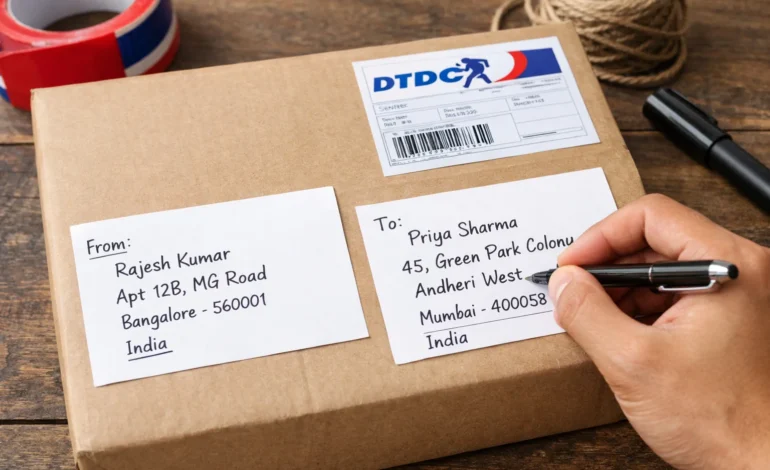 DTDC
From:
Rajesh Kumar
Apt 12B, MG Road
Bangalore - 560001
India
To:
Priya Sharma
45, Green Park Colony
Andheri West
Mumbai - 400058
India